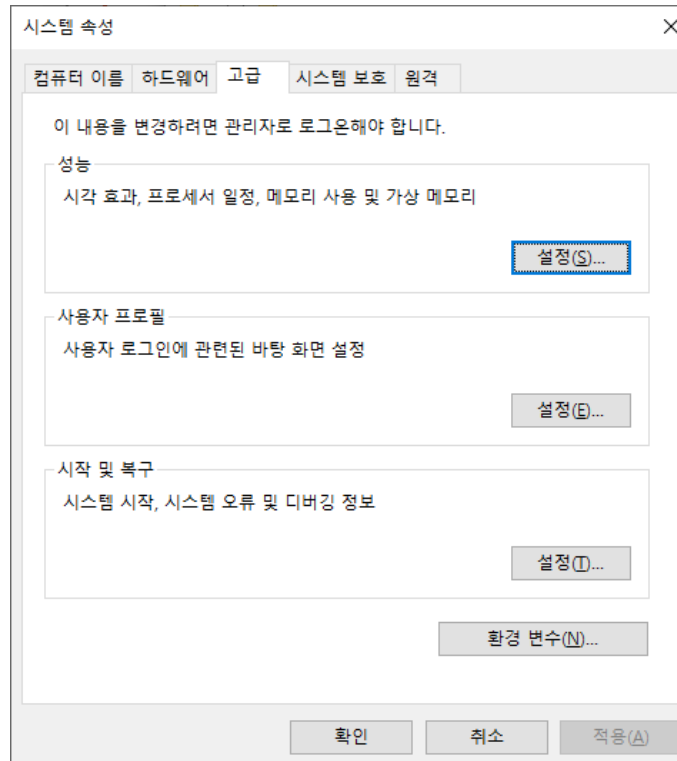 시스템 속성
컴퓨터 이름 하드웨어 고급 시스템 보호 원격
이 내용을 변경하려면 관리자로 로그온해야 합니다.
성능
시각 효과, 프로세서 일정, 메모리 사용 및 가상 메모리
설정(S)...
사용자 프로필
사용자 로그인에 관련된 바탕 화면 설정
설정(E)...
시작 및 복구
시스템 시작, 시스템 오류 및 디버깅 정보
설정(T)...
환경 변수(N)...
확인 취소 적용(A)